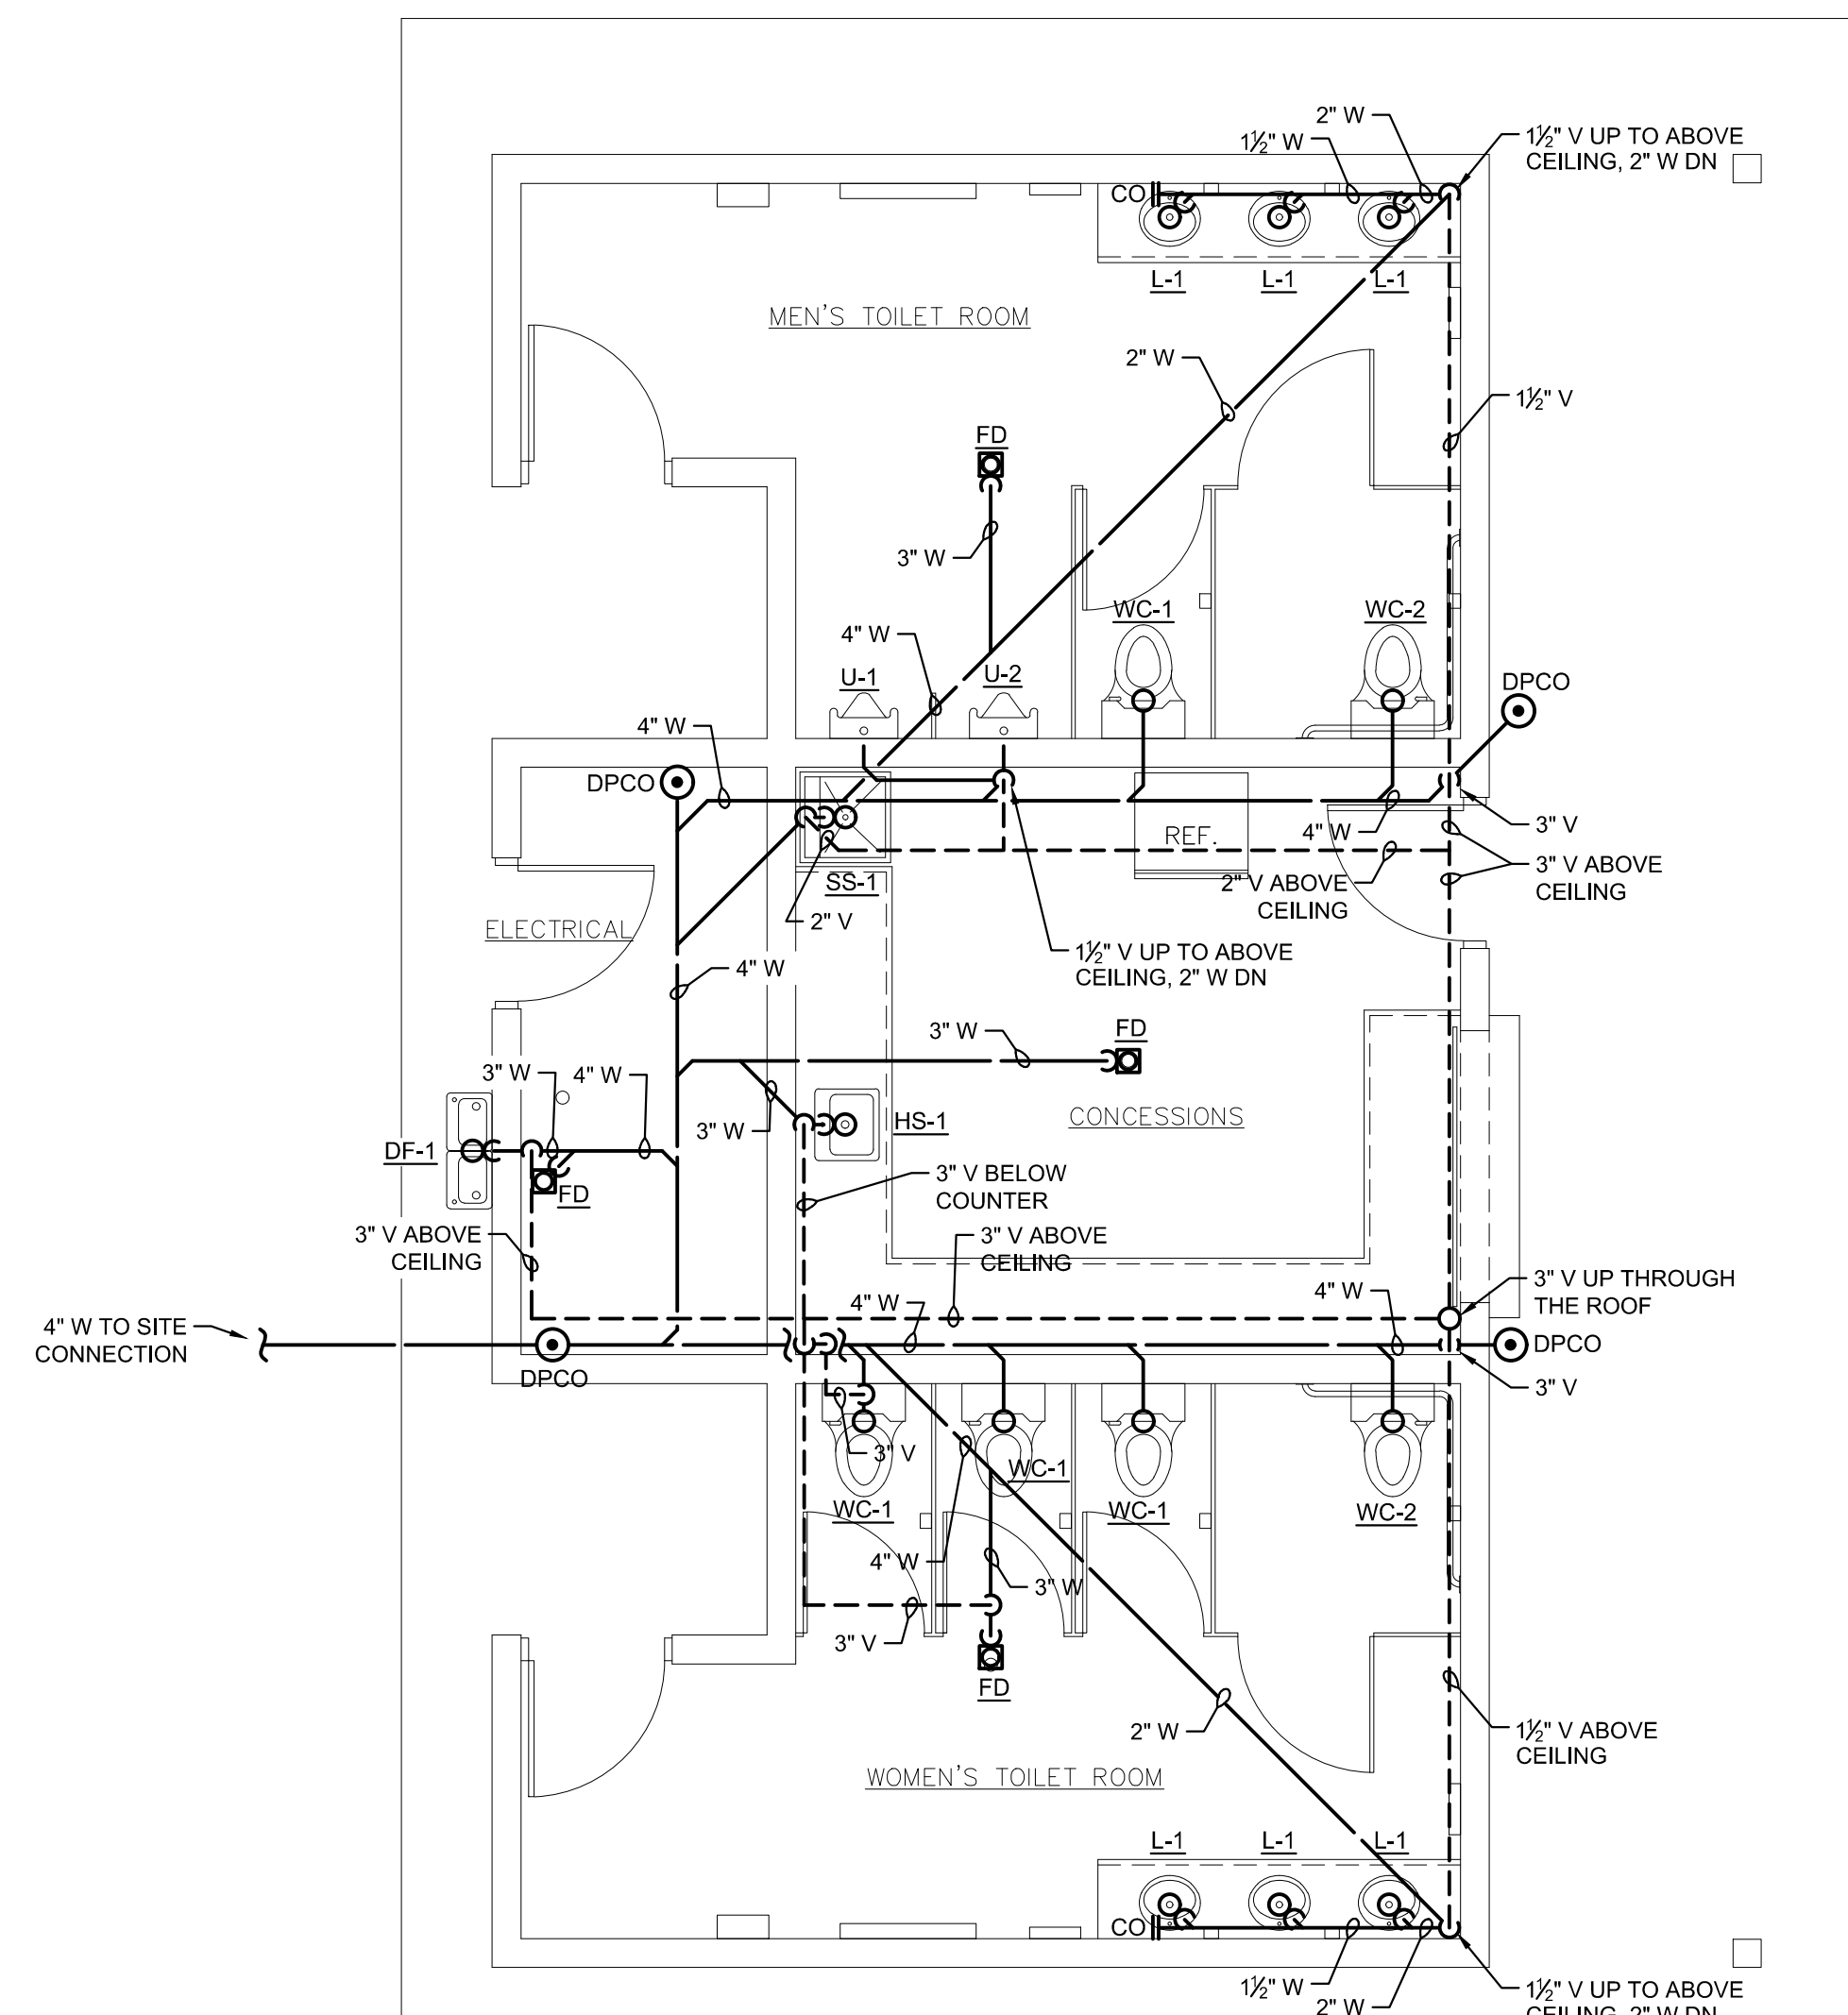 2" W
1½" W
1½" V UP TO ABOVE
CEILING, 2" W DN
CO
L-1
L-1
L-1
MEN'S TOILET ROOM
2" W
1½" V
FD
3" W
WC-1
WC-2
4" W
U-1
U-2
DPCO
4" W
DPCO
REF.
4" W
3" V
3" V ABOVE
CEILING
SS-1
2" V ABOVE
CEILING
2" V
ELECTRICAL
1½" V UP TO ABOVE
CEILING, 2" W DN
4" W
3" W
FD
3" W
4" W
CONCESSIONS
3" W
HS-1
DF-1
FD
3" V BELOW
COUNTER
3" V ABOVE
CEILING
3" V ABOVE
CEILING
3" V UP THROUGH
THE ROOF
4" W
4" W
4" W TO SITE
CONNECTION
DPCO
DPCO
3" V
3" V
WC-1
WC-1
WC-1
WC-2
4" W
3" W
3" V
FD
2" W
1½" V ABOVE
CEILING
WOMEN'S TOILET ROOM
L-1
L-1
L-1
CO
1½" W
2" W
1½" V UP TO ABOVE
CEILING, 2" W DN